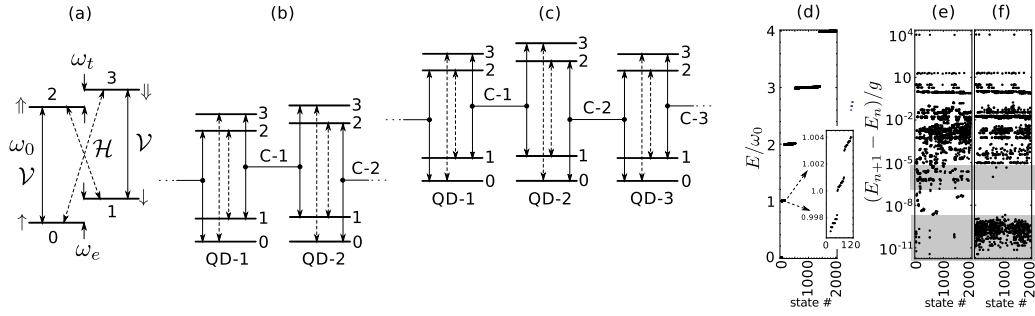 (a)
ω_t
3
⇑
2
⇓
ω_0
𝒱
ℋ
𝒱
↑
0
1
↓
ω_e
(b)
3
2
1
0
QD-1
C-1
3
2
1
0
QD-2
C-2
(c)
3
2
1
0
QD-1
C-1
3
2
1
0
QD-2
C-2
3
2
1
0
QD-3
C-3
(d)
E/ω_0
4
3
2
1
0
0
1000
2000
state #
1.004
1.002
1.0
0.998
0
120
(e)
(E_{n+1} − E_n)/g
10^4
10
10^{-2}
10^{-5}
10^{-8}
10^{-11}
0
1000
2000
state #
(f)
0
1000
2000
state #